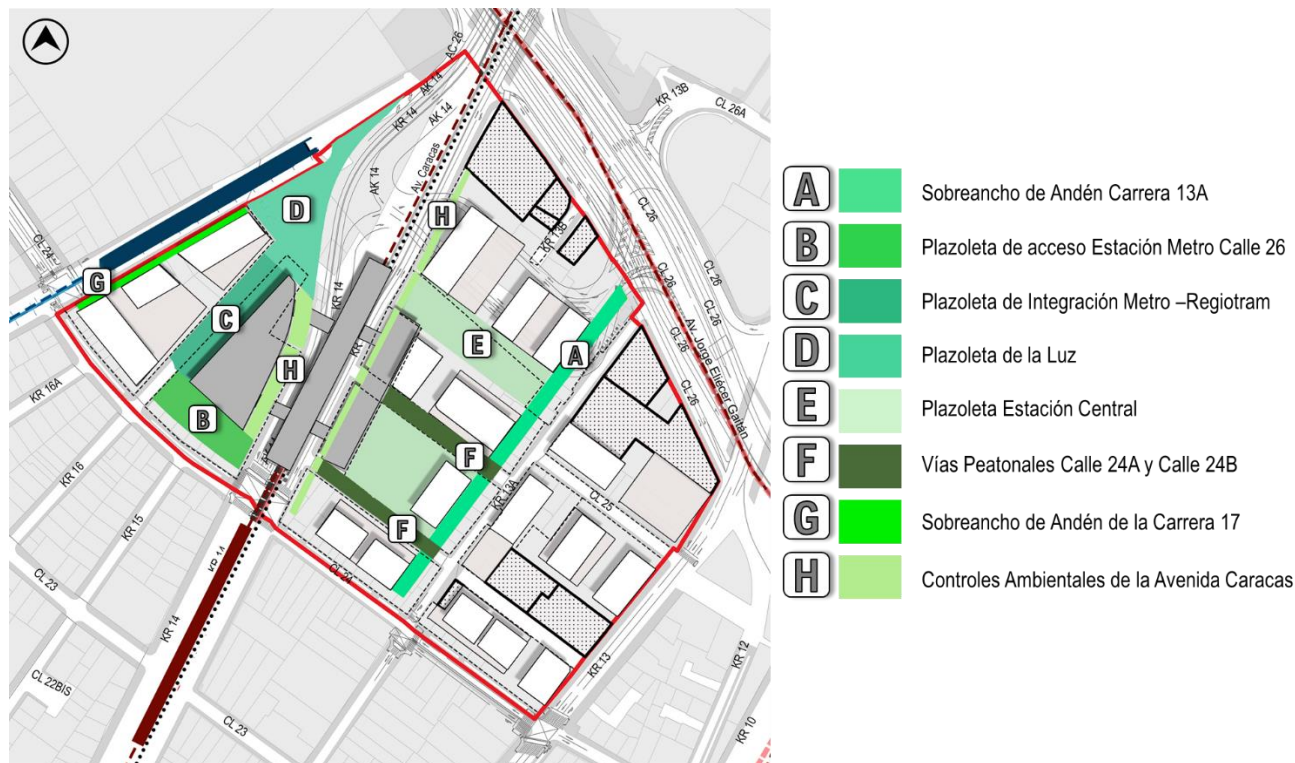 AC 26
AK 14
KR 14
AK 14
KR 13B
CL 26A
Av. Caracas
AK 14
D
H
KR 13B
CL 26
CL 26
CL 24
G
CL 26
CL 26
C
KR 14
Av. Jorge Eliécer Gaitán
E
A
H
KR 16A
B
CL 26
F
KR 16
KR 13A
CL 25
KR 15
F
KR 14
CL 24
CL 23
KR 14
KR 13
KR 12
CL 22BIS
CL 23
KR 10
A Sobreancho de Andén Carrera 13A
B Plazoleta de acceso Estación Metro Calle 26
C Plazoleta de Integración Metro –Regiotram
D Plazoleta de la Luz
E Plazoleta Estación Central
F Vías Peatonales Calle 24A y Calle 24B
G Sobreancho de Andén de la Carrera 17
H Controles Ambientales de la Avenida Caracas